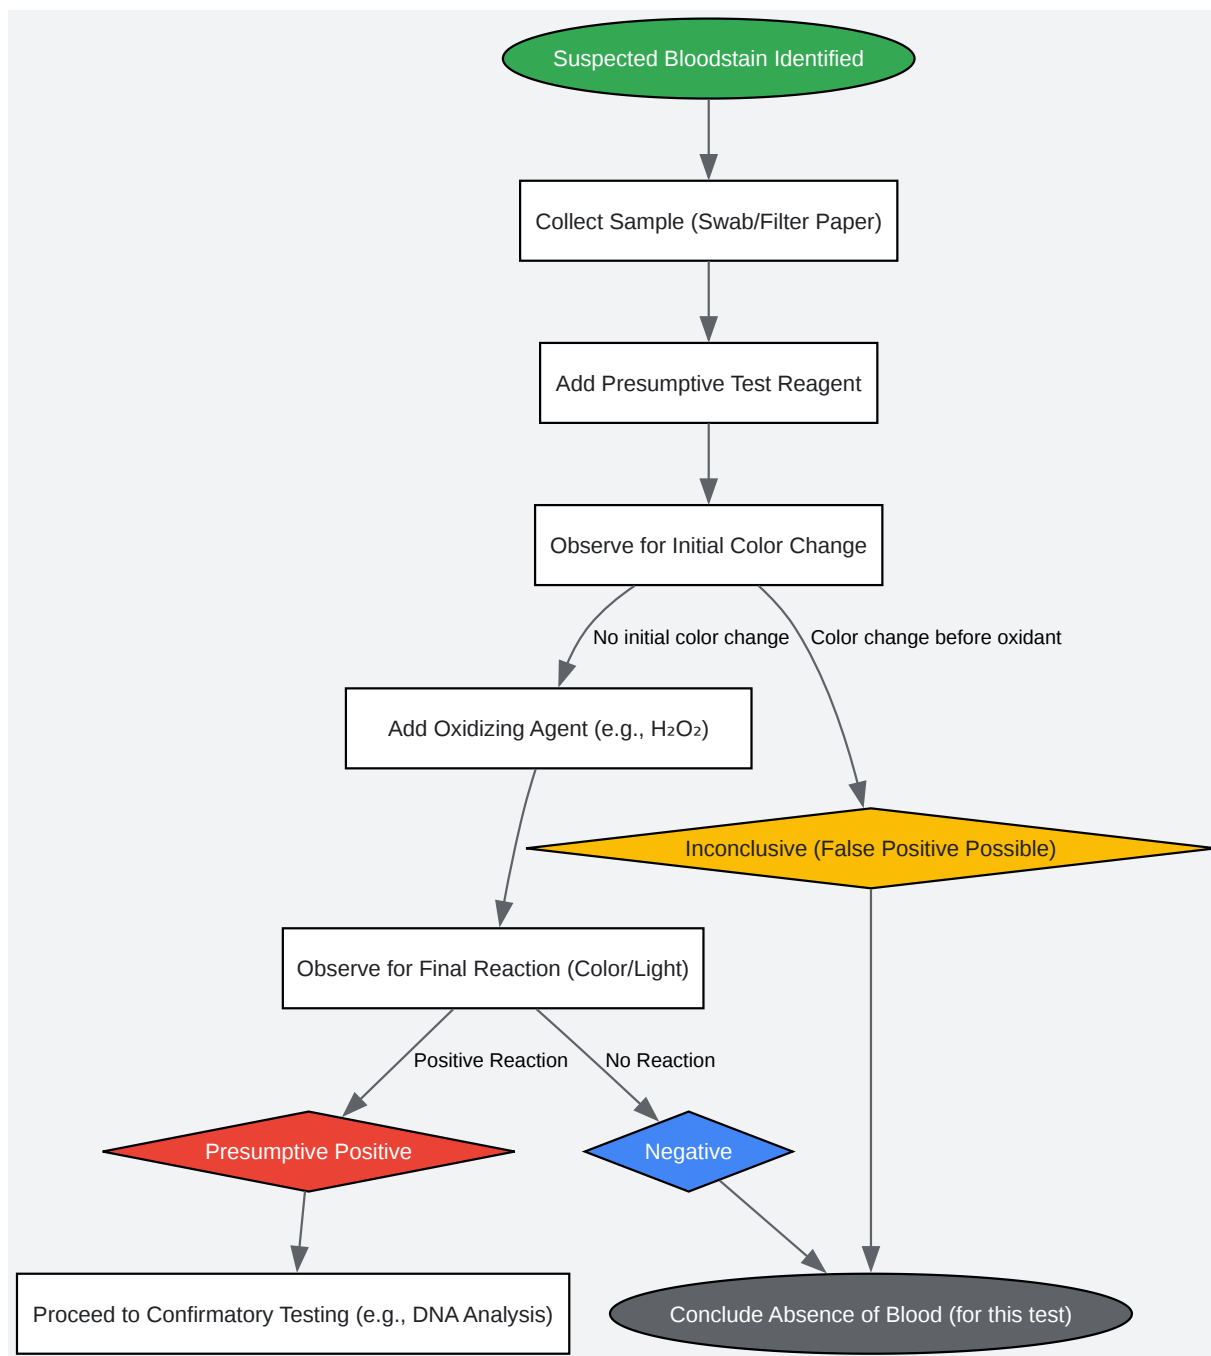 Suspected Bloodstain Identified
Collect Sample (Swab/Filter Paper)
Add Presumptive Test Reagent
Observe for Initial Color Change
No initial color change
Color change before oxidant
Add Oxidizing Agent (e.g., H₂O₂)
Inconclusive (False Positive Possible)
Observe for Final Reaction (Color/Light)
Positive Reaction
No Reaction
Presumptive Positive
Negative
Proceed to Confirmatory Testing (e.g., DNA Analysis)
Conclude Absence of Blood (for this test)